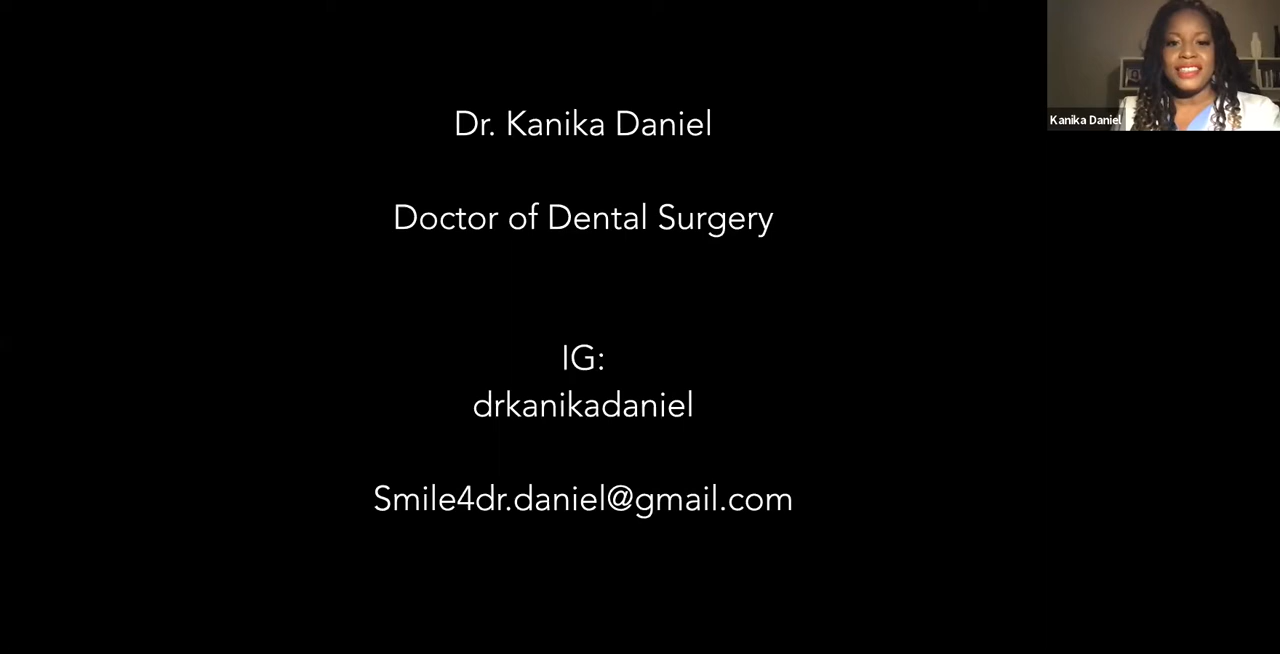 Dr. Kanika Daniel
Doctor of Dental Surgery
IG:
drkanikadaniel
Smile4dr.daniel@gmail.com
Kanika Daniel